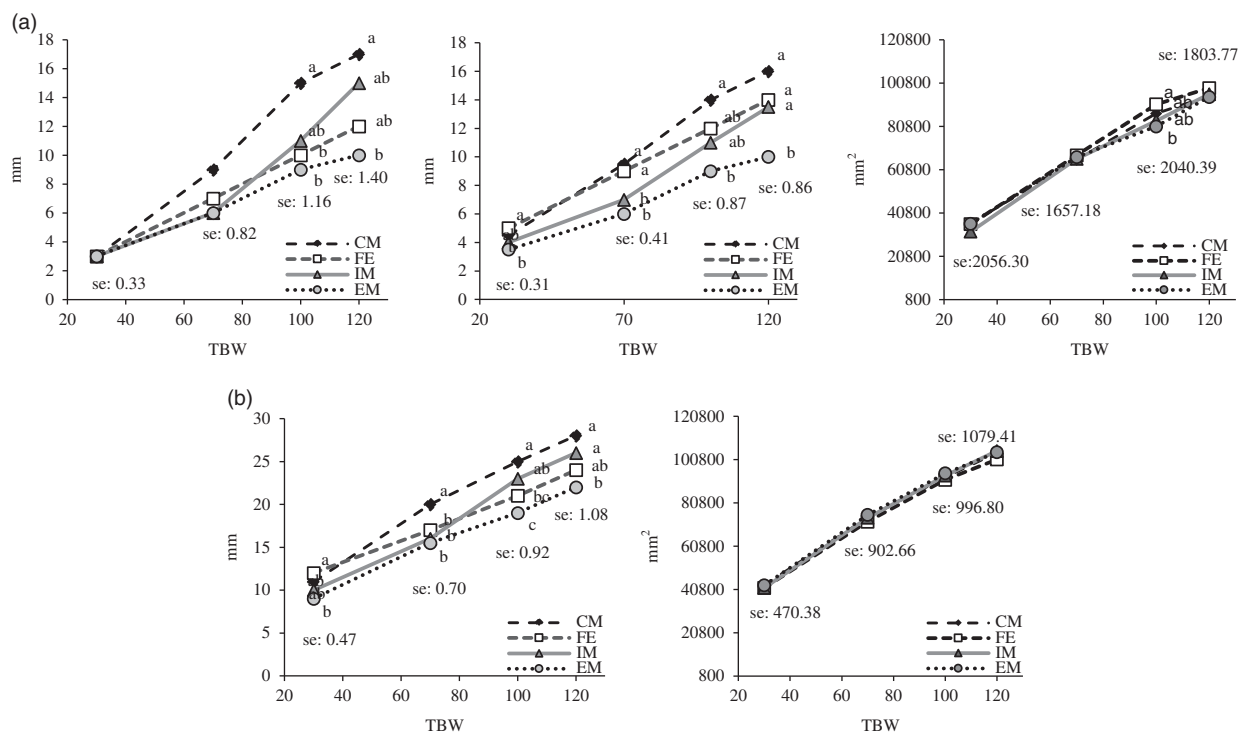 (a)
18
16
14
12
10
8
6
4
2
0
mm
20 40 60 80 100 120
TBW
a
a
ab
ab
ab
b
b
b
se: 1.40
se: 1.16
se: 0.82
se: 0.33
CM
FE
IM
EM
18
16
14
12
10
8
6
4
2
0
mm
20 70 120
TBW
a
a
a
a
a
ab
ab
a
b
b
b
b
a
ab
b
se: 0.86
se: 0.87
se: 0.41
se: 0.31
CM
FE
IM
EM
120800
100800
80800
60800
40800
20800
800
mm²
20 40 60 80 100 120
TBW
a
ab
ab
b
se: 1803.77
se: 2040.39
se: 1657.18
se:2056.30
CM
FE
IM
EM
(b)
30
25
20
15
10
5
0
mm
20 40 60 80 100 120
TBW
a
a
a
a
ab
ab
bc
b
b
b
b
c
a
ab
b
se: 1.08
se: 0.92
se: 0.70
se: 0.47
CM
FE
IM
EM
120800
100800
80800
60800
40800
20800
800
mm²
20 40 60 80 100 120
TBW
se: 1079.41
se: 996.80
se: 902.66
se: 470.38
CM
FE
IM
EM